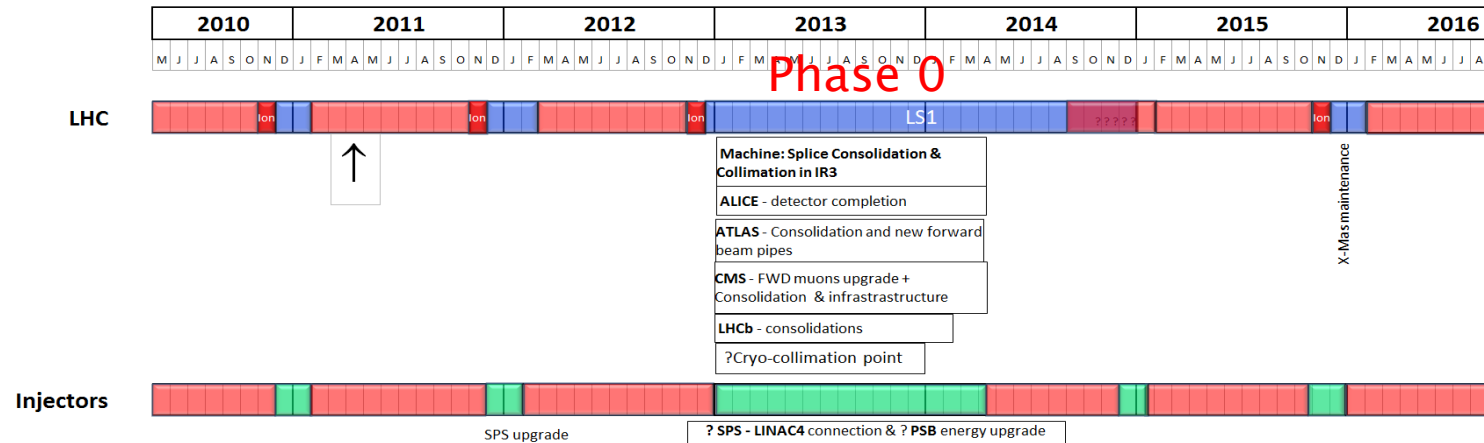 2010 2011 2012 2013 2014 2015 2016
M J J A S O N D J F M A M J J A S O N D J F M A M J J A S O N D J F M A M J J A S O N D J F M A M J J A S O N D J F M A M J J A S O N D J F M A M J J A
Phase 0
LHC Ion Ion Ion LS1 ????? Ion
Machine: Splice Consolidation &
Collimation in IR3
ALICE - detector completion
ATLAS - Consolidation and new forward
beam pipes
CMS - FWD muons upgrade +
Consolidation & infrastrastructure
LHCb - consolidations
?Cryo-collimation point
X-Mas maintenance
Injectors
SPS upgrade
? SPS - LINAC4 connection & ? PSB energy upgrade